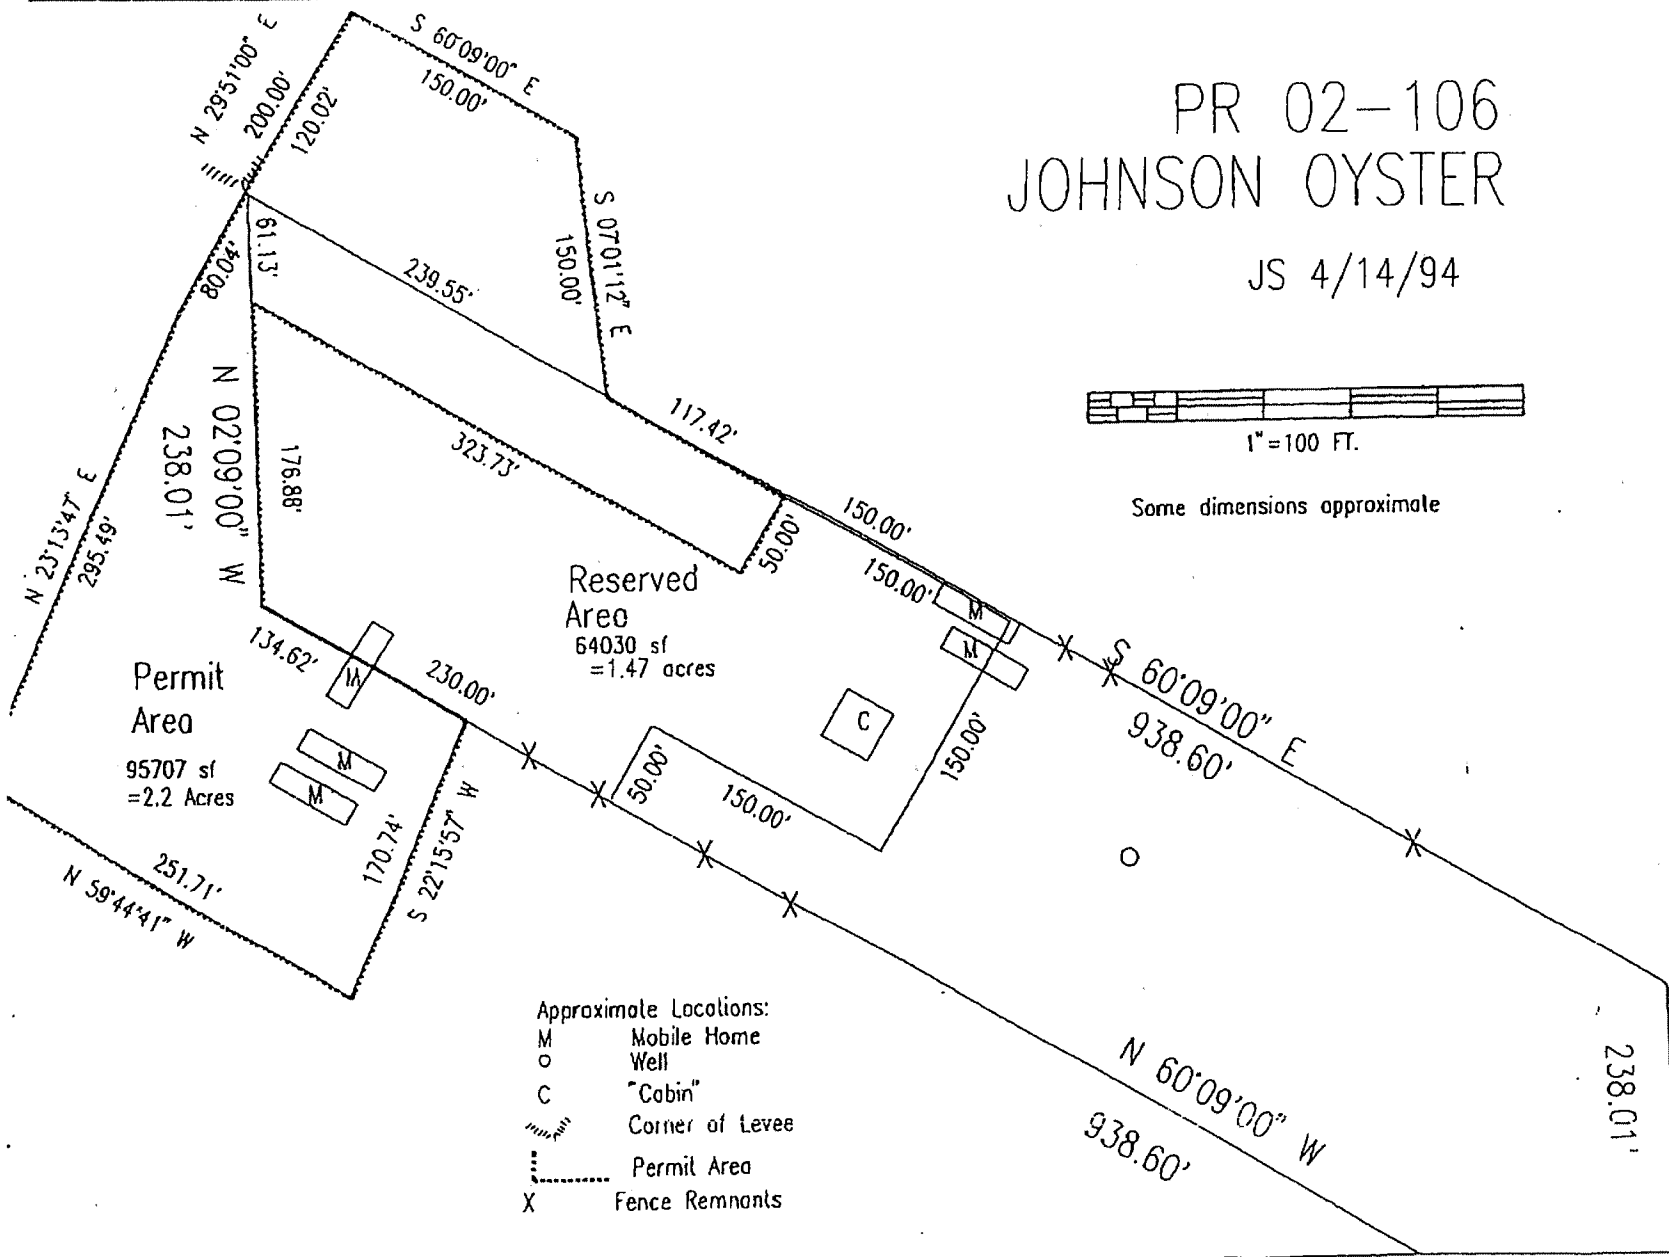 PR 02-106
JOHNSON OYSTER
JS 4/14/94
1"=100 FT.
Some dimensions approximate
N 29°51'00" E
200.00'
120.02'
S 60°09'00" E
150.00'
S 07°01'12" E
150.00'
80.04'
61.13'
239.55'
117.42'
323.73'
50.00'
150.00'
150.00'
N 02°09'00" W
238.01'
176.88'
N 23°13'47" E
295.49'
Reserved
Area
64030 sf
=1.47 acres
M
M
S 60°09'00" E
938.60'
134.62'
230.00'
M
Permit
Area
95707 sf
=2.2 Acres
M
M
C
150.00'
50.00'
150.00'
170.74'
S 22°15'57" W
251.71'
N 59°44'41" W
X
X
X
X
X
X
X
N 60°09'00" W
938.60'
238.01'
Approximate Locations:
M Mobile Home
O Well
C "Cabin"
Corner of Levee
Permit Area
X Fence Remnants